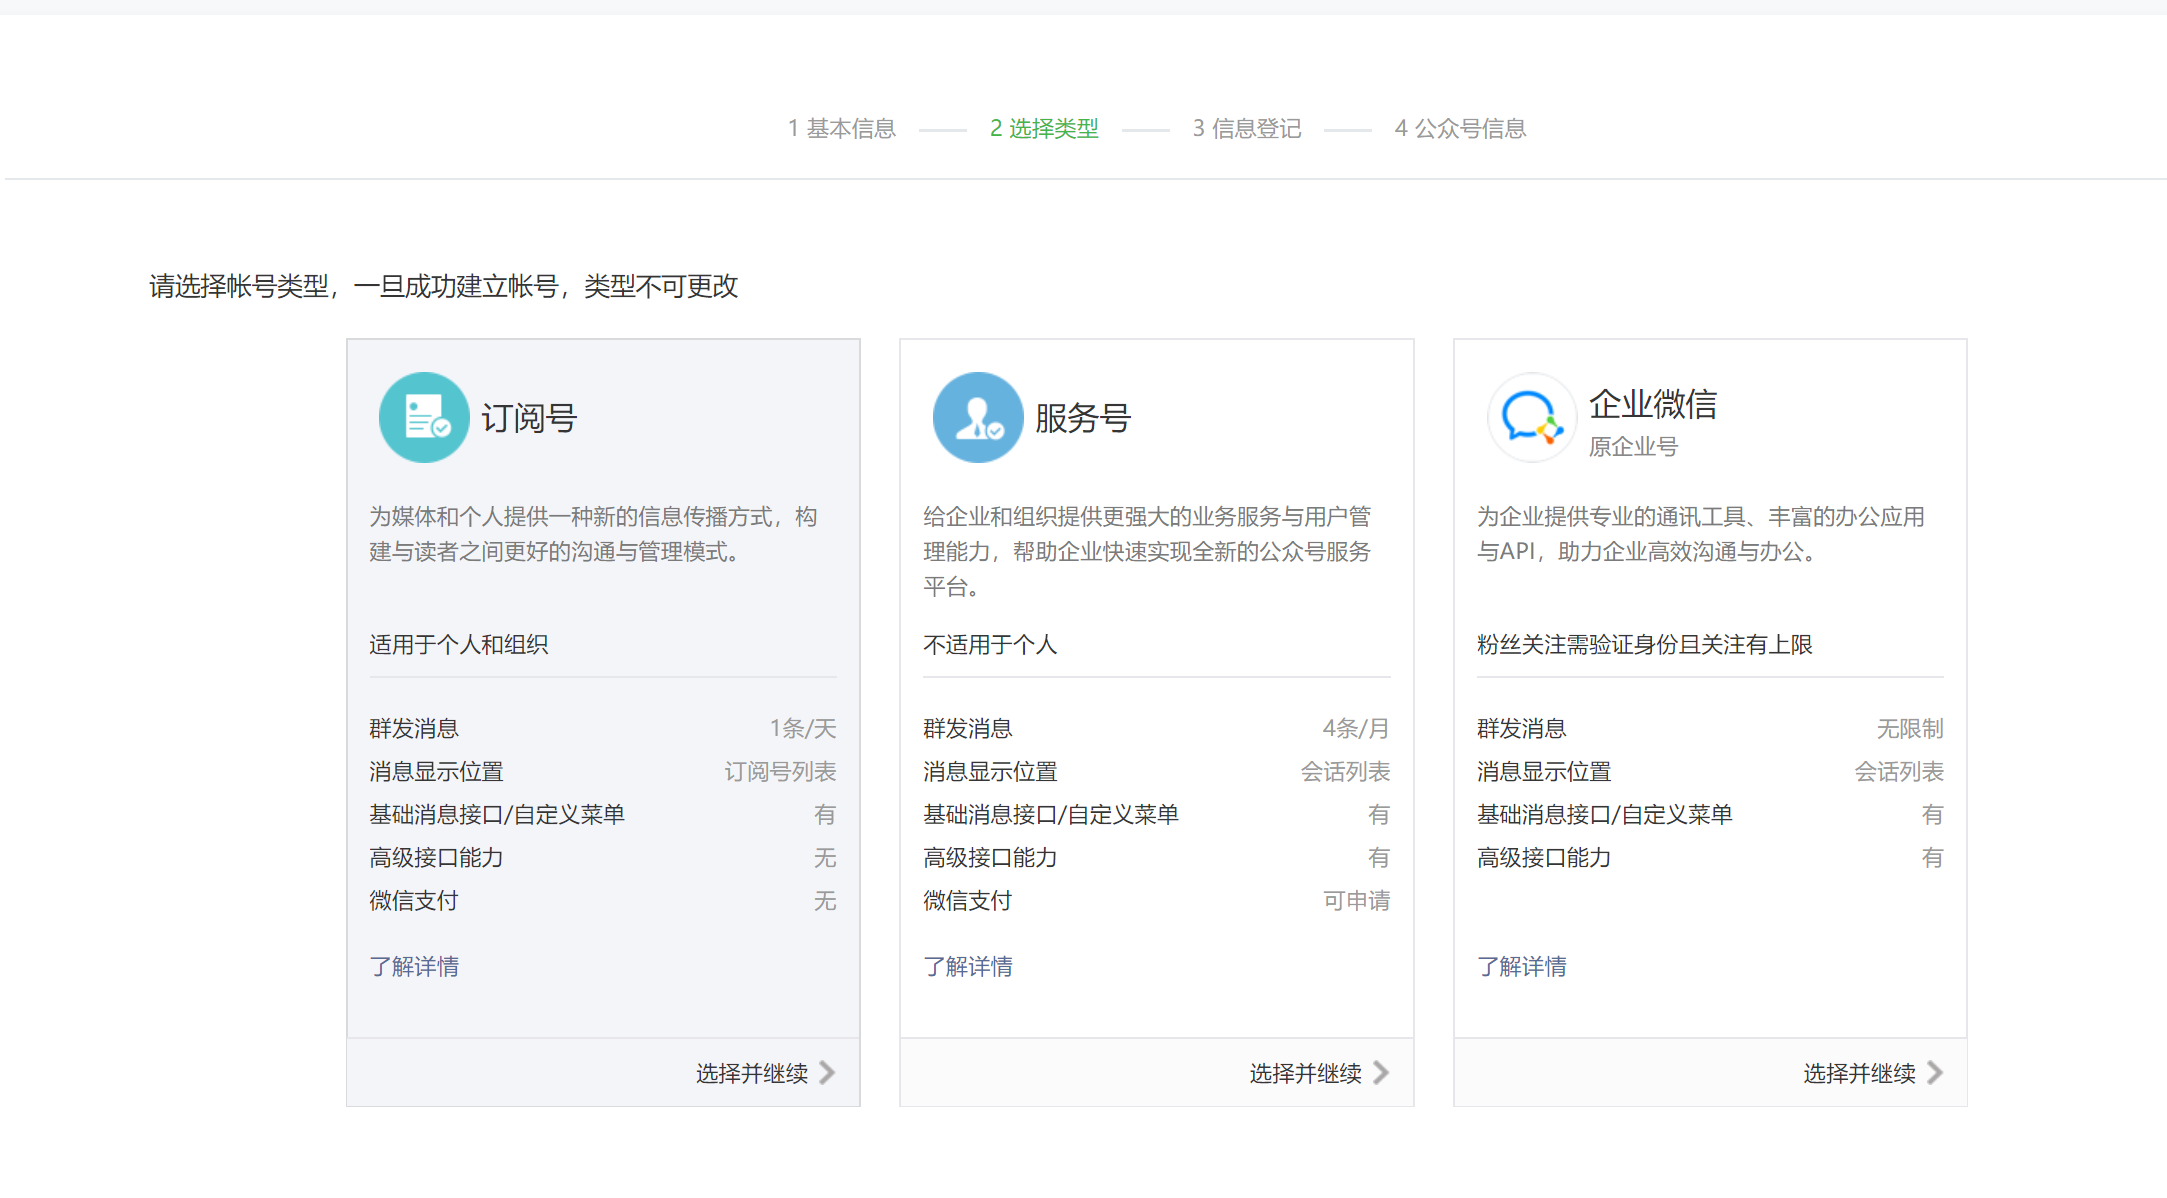 1 基本信息 2 选择类型 3 信息登记 4 公众号信息
请选择帐号类型，一旦成功建立帐号，类型不可更改
订阅号
为媒体和个人提供一种新的信息传播方式，构
建与读者之间更好的沟通与管理模式。
适用于个人和组织
群发消息 1条/天
消息显示位置 订阅号列表
基础消息接口/自定义菜单 有
高级接口能力 无
微信支付 无
了解详情
选择并继续
服务号
给企业和组织提供更强大的业务服务与用户管
理能力，帮助企业快速实现全新的公众号服务
平台。
不适用于个人
群发消息 4条/月
消息显示位置 会话列表
基础消息接口/自定义菜单 有
高级接口能力 有
微信支付 可申请
了解详情
选择并继续
企业微信
原企业号
为企业提供专业的通讯工具、丰富的办公应用
与API，助力企业高效沟通与办公。
粉丝关注需验证身份且关注有上限
群发消息 无限制
消息显示位置 会话列表
基础消息接口/自定义菜单 有
高级接口能力 有
了解详情
选择并继续